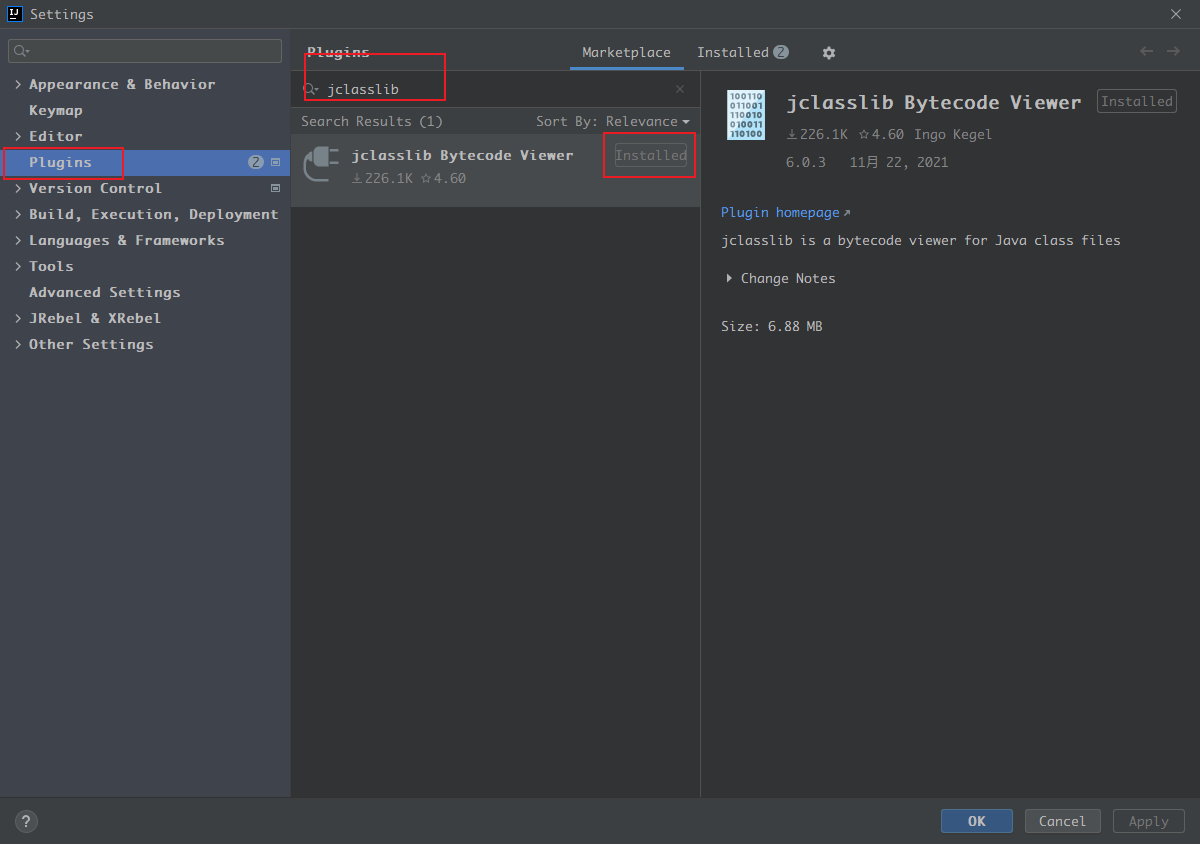 Settings
Plugins
Marketplace
Installed 2
Appearance & Behavior
Keymap
Editor
Plugins 2
Version Control
Build, Execution, Deployment
Languages & Frameworks
Tools
Advanced Settings
JRebel & XRebel
Other Settings
jclasslib
Search Results (1)
Sort By: Relevance
jclasslib Bytecode Viewer
Installed
226.1K 4.60
100110
011001
110010
010011
110100
jclasslib Bytecode Viewer
Installed
226.1K 4.60 Ingo Kegel
6.0.3 11月 22, 2021
Plugin homepage
jclasslib is a bytecode viewer for Java class files
Change Notes
Size: 6.88 MB
?
OK
Cancel
Apply